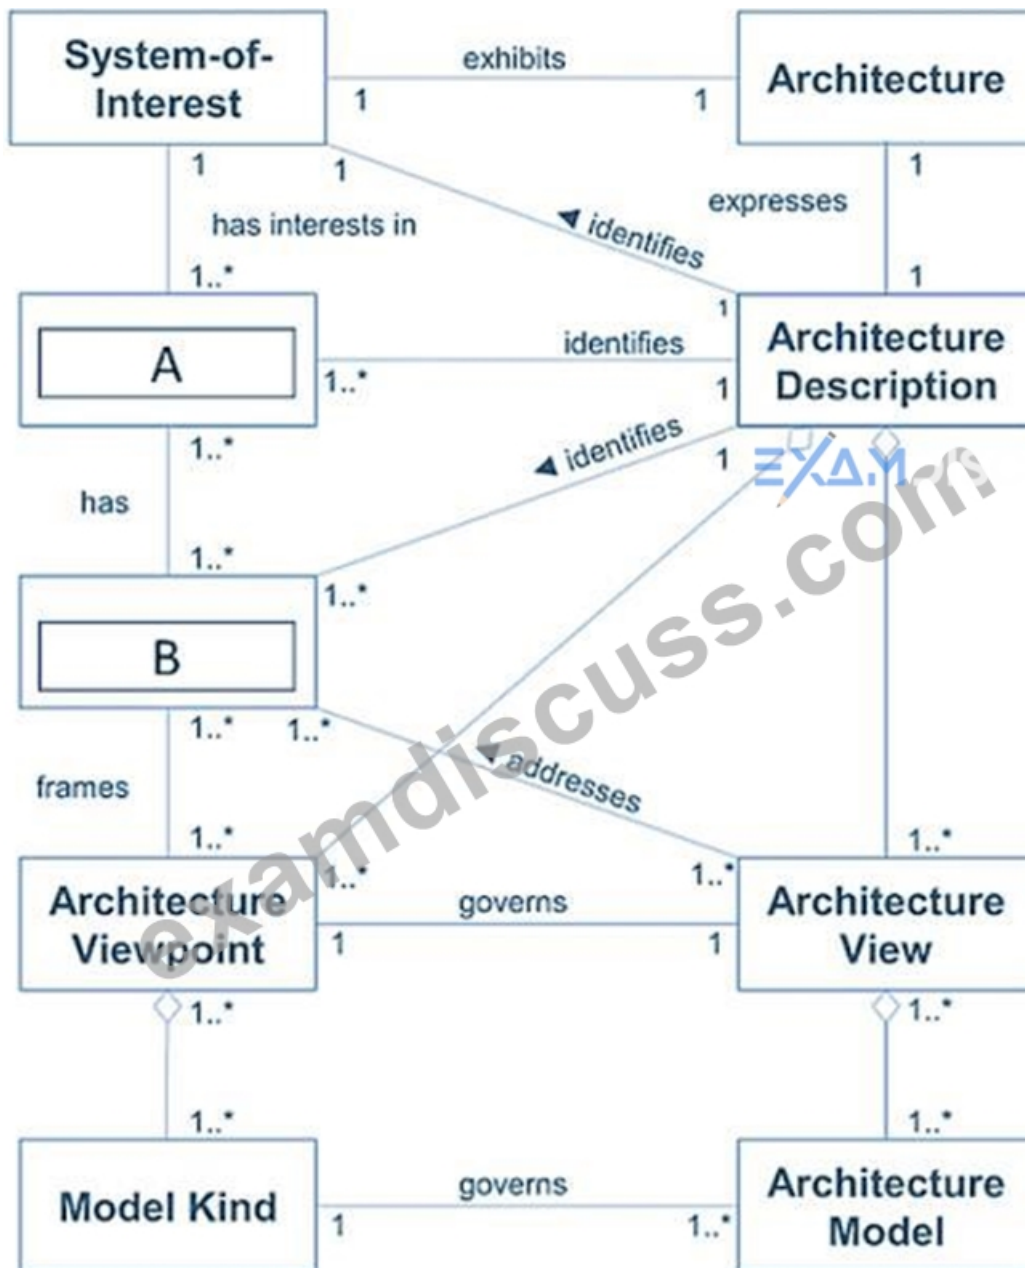 System-of-
Interest
exhibits
1
1
Architecture
1
1
has interests in
1..*
◄ identifies
expresses
1
1
1
A
1..*
identifies
1
Architecture
Description
1..*
has
1..*
1..*
◄ identifies
1
EXAM
B
1..*
1..*
frames
◄ addresses
examdiscuss.com
1..*
1..*
1..*
1..*
Architecture
Viewpoint
governs
1
1
Architecture
View
1..*
1..*
1..*
1..*
Model Kind
governs
1
1..*
Architecture
Model